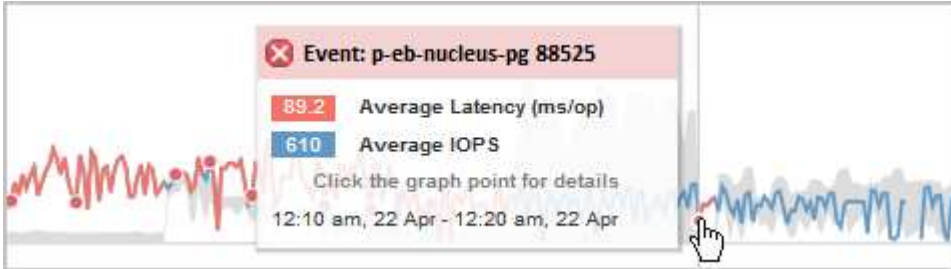 Event: p-eb-nucleus-pg 88525
89.2 Average Latency (ms/op)
610 Average IOPS
Click the graph point for details
12:10 am, 22 Apr - 12:20 am, 22 Apr